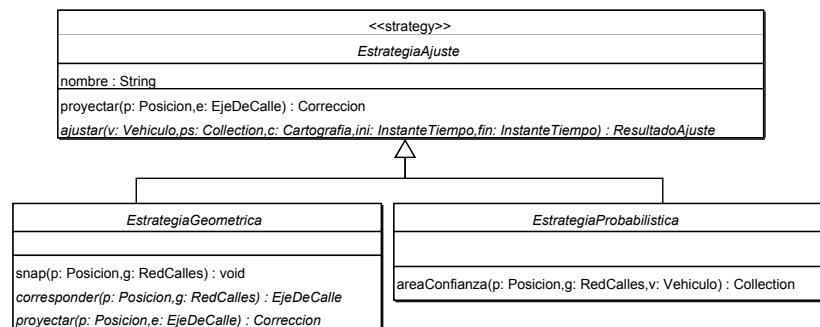 <<strategy>>
EstrategiaAjuste
nombre : String
proyectar(p: Posicion,e: EjeDeCalle) : Correccion
ajustar(v: Vehiculo,ps: Collection,c: Cartografia,ini: InstanteTiempo,fin: InstanteTiempo) : ResultadoAjuste
EstrategiaGeometrica
snap(p: Posicion,g: RedCalles) : void
corresponder(p: Posicion,g: RedCalles) : EjeDeCalle
proyectar(p: Posicion,e: EjeDeCalle) : Correccion
EstrategiaProbabilistica
areaConfianza(p: Posicion,g: RedCalles,v: Vehiculo) : Collection